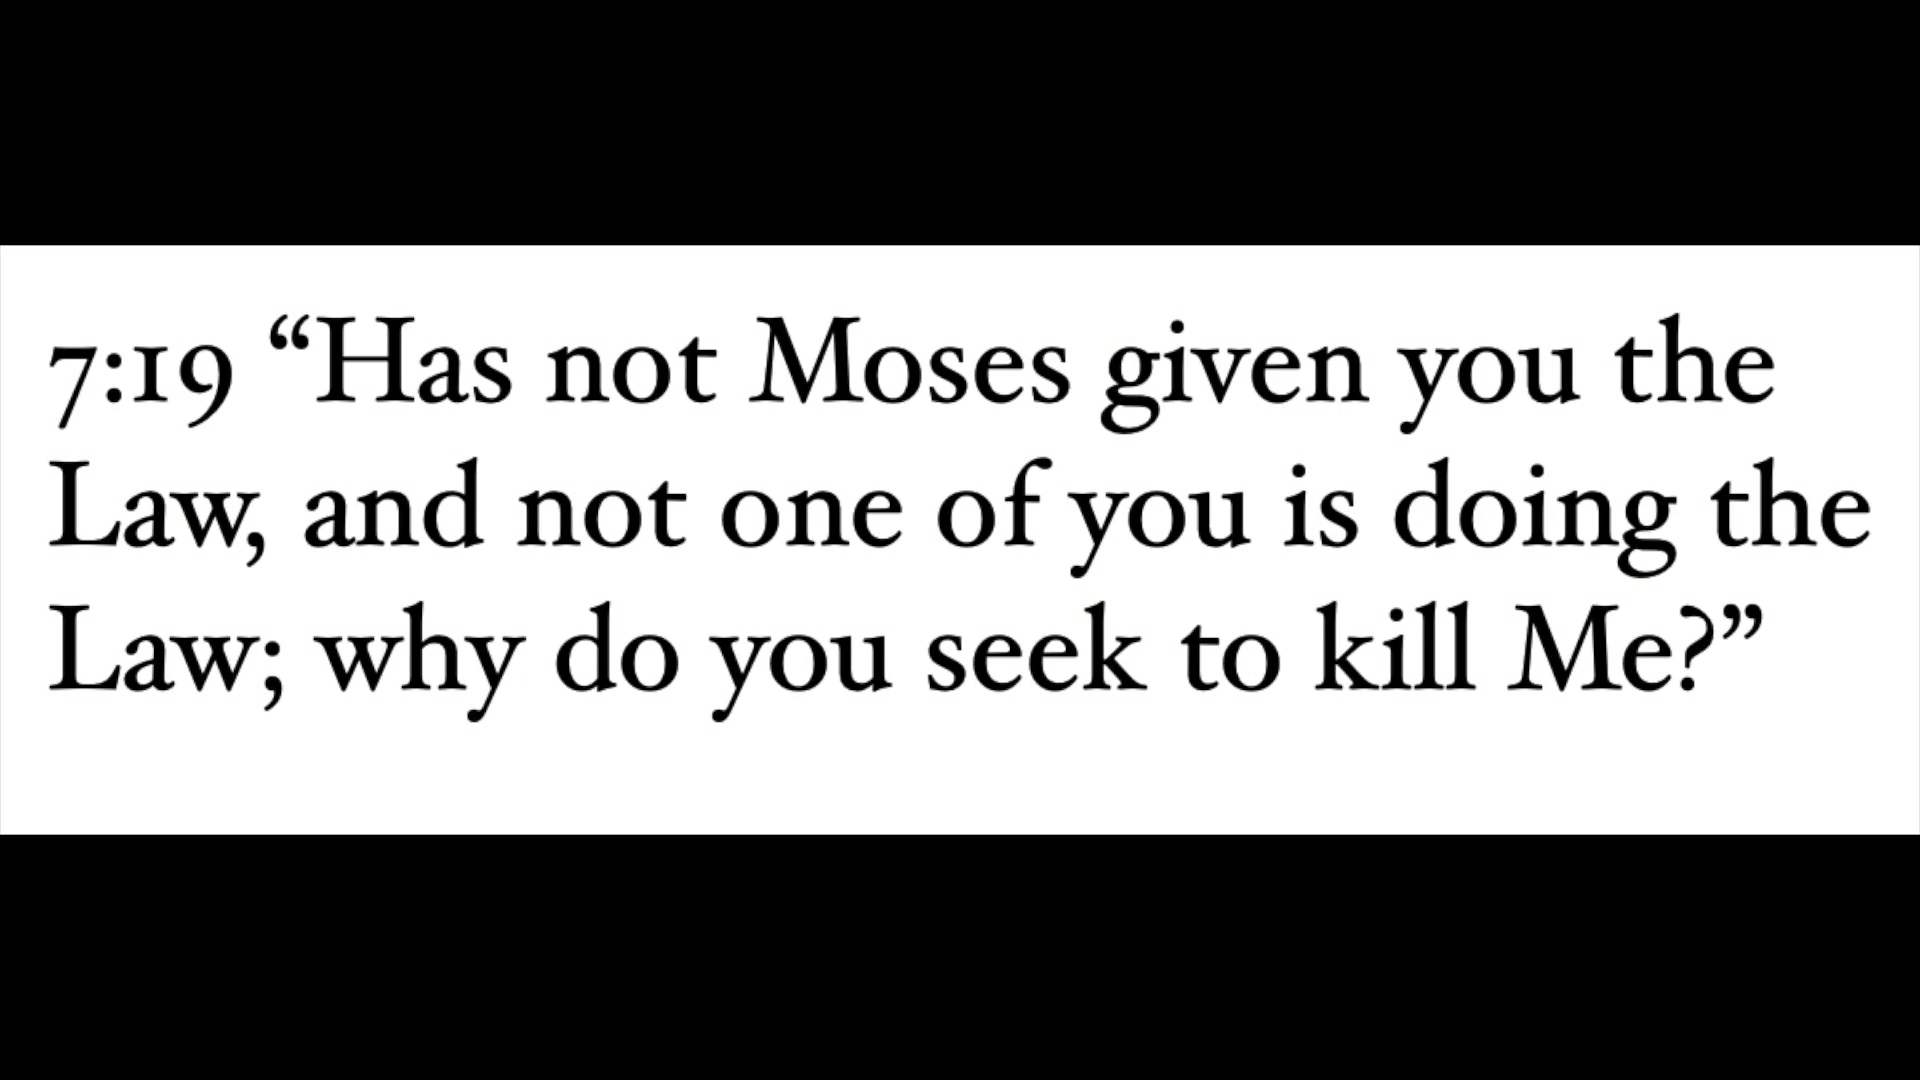 7:19 “Has not Moses given you the
Law, and not one of you is doing the
Law; why do you seek to kill Me?”